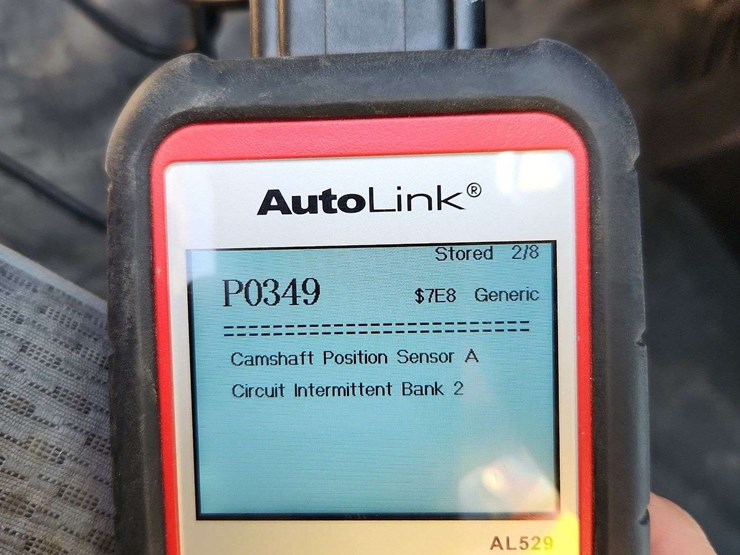 AutoLink®
Stored 2/8
P0349 $7E8 Generic
==============================
Camshaft Position Sensor A
Circuit Intermittent Bank 2
AL529